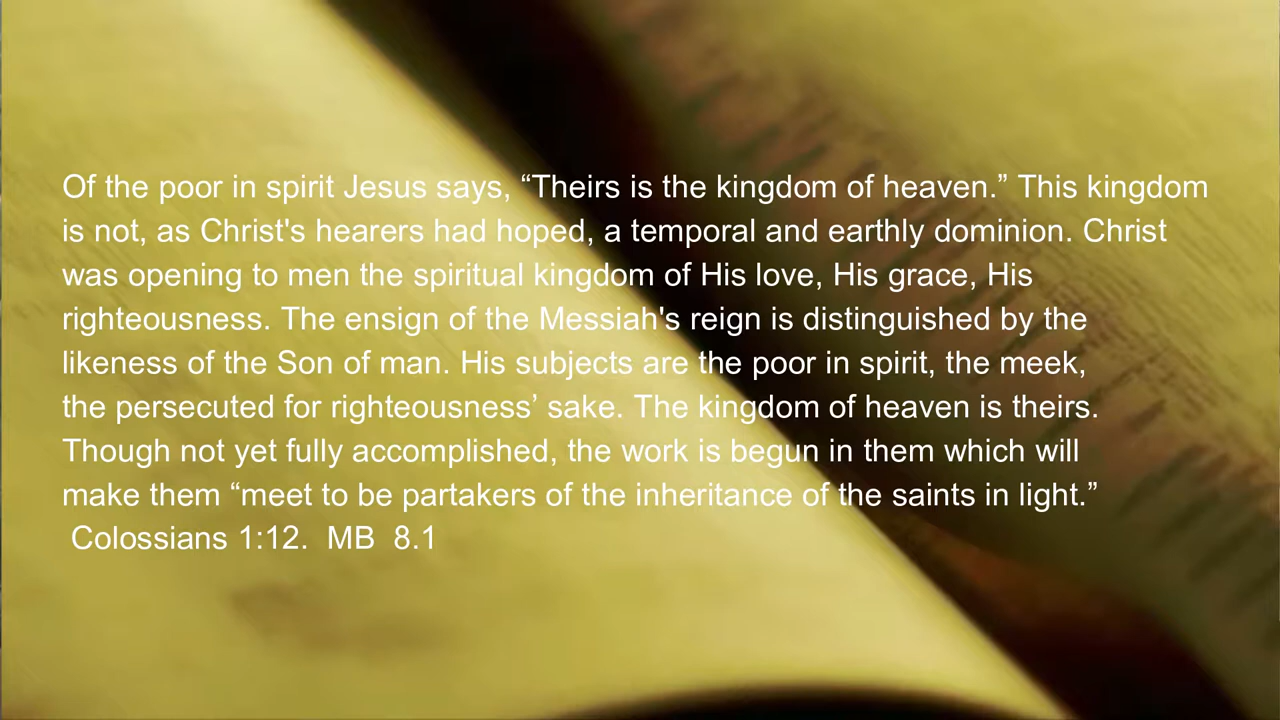 Of the poor in spirit Jesus says, “Theirs is the kingdom of heaven.” This kingdom
is not, as Christ's hearers had hoped, a temporal and earthly dominion. Christ
was opening to men the spiritual kingdom of His love, His grace, His
righteousness. The ensign of the Messiah's reign is distinguished by the
likeness of the Son of man. His subjects are the poor in spirit, the meek,
the persecuted for righteousness’ sake. The kingdom of heaven is theirs.
Though not yet fully accomplished, the work is begun in them which will
make them “meet to be partakers of the inheritance of the saints in light.”
Colossians 1:12.  MB  8.1